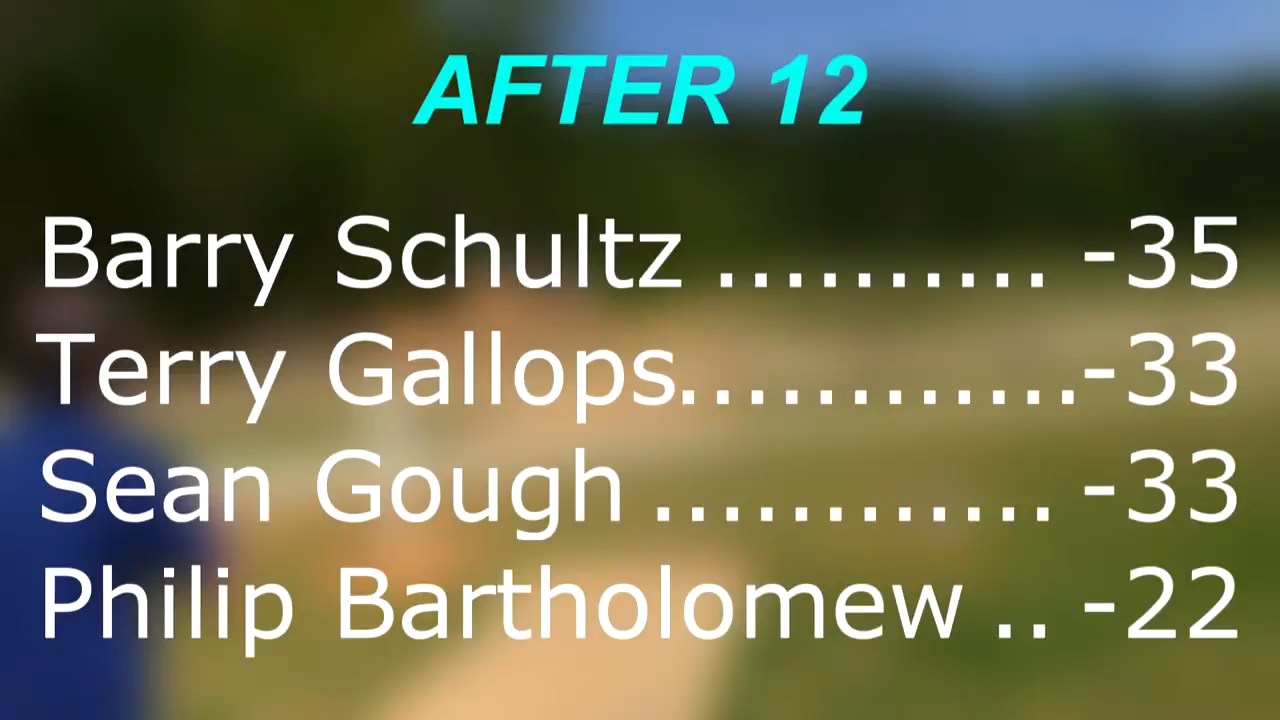 AFTER 12
Barry Schultz .......... -35
Terry Gallops............-33
Sean Gough ............ -33
Philip Bartholomew .. -22